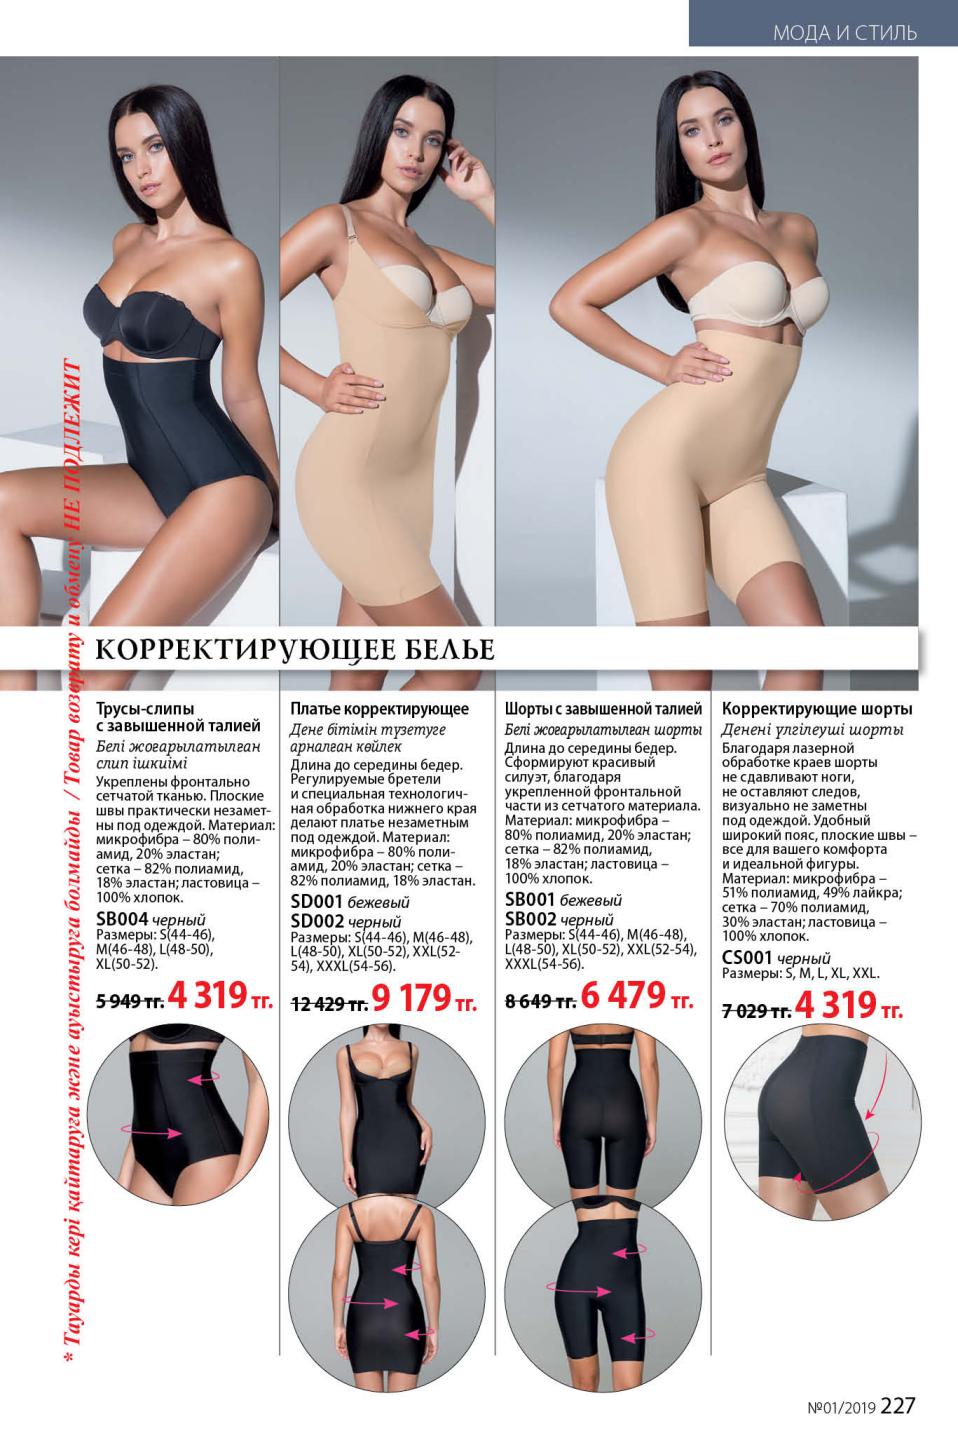 МОДА И СТИЛЬ
* Тауарды кері қайтаруға және ауыстыруға болмайды / Товар возврату и обмену НЕ ПОДЛЕЖИТ
КОРРЕКТИРУЮЩЕЕ БЕЛЬЕ
Трусы-слипы
с завышенной талией
Белі жоғарылатылған
слип ішкиімі
Укреплены фронтально
сетчатой тканью. Плоские
швы практически незамет-
ны под одеждой. Материал:
микрофибра – 80% поли-
амид, 20% эластан;
сетка – 82% полиамид,
18% эластан; ластовица –
100% хлопок.
SB004 черный
Размеры: S(44-46),
M(46-48), L(48-50),
XL(50-52).
5 949 тг. 4 319 тг.
Платье корректирующее
Дене бітімін түзетуге
арналған көйлек
Длина до середины бедер.
Регулируемые бретели
и специальная технологич-
ная обработка нижнего края
делают платье незаметным
под одеждой. Материал:
микрофибра – 80% поли-
амид, 20% эластан; сетка –
82% полиамид, 18% эластан.
SD001 бежевый
SD002 черный
Размеры: S(44-46), M(46-48),
L(48-50), XL(50-52), XXL(52-
54), XXXL(54-56).
12 429 тг. 9 179 тг.
Шорты с завышенной талией
Белі жоғарылатылған шорты
Длина до середины бедер.
Сформируют красивый
силуэт, благодаря
укрепленной фронтальной
части из сетчатого материала.
Материал: микрофибра –
80% полиамид, 20% эластан;
сетка – 82% полиамид,
18% эластан; ластовица –
100% хлопок.
SB001 бежевый
SB002 черный
Размеры: S(44-46), M(46-48),
L(48-50), XL(50-52), XXL(52-54),
XXXL(54-56).
8 649 тг. 6 479 тг.
Корректирующие шорты
Денені үлгілеуші шорты
Благодаря лазерной
обработке краев шорты
не сдавливают ноги,
не оставляют следов,
визуально не заметны
под одеждой. Удобный
широкий пояс, плоские швы –
все для вашего комфорта
и идеальной фигуры.
Материал: микрофибра –
51% полиамид, 49% лайкра;
сетка – 70% полиамид,
30% эластан; ластовица –
100% хлопок.
CS001 черный
Размеры: S, M, L, XL, XXL.
7 029 тг. 4 319 тг.
№01/2019 227